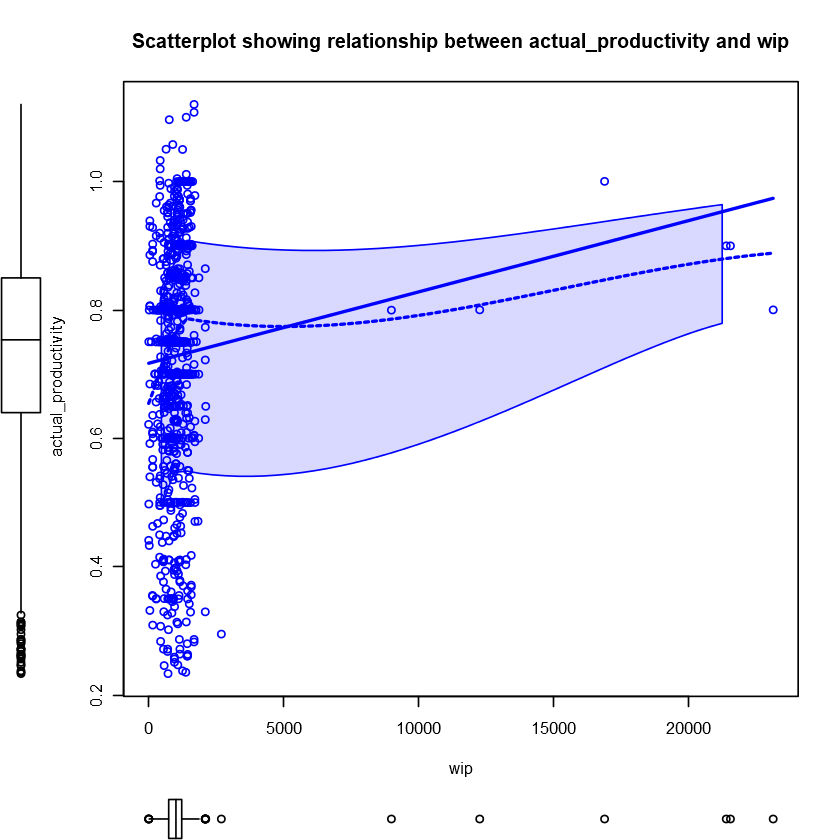 Scatterplot showing relationship between actual_productivity and wip
actual_productivity
1.0
0.8
0.6
0.4
0.2
0 5000 10000 15000 20000
wip